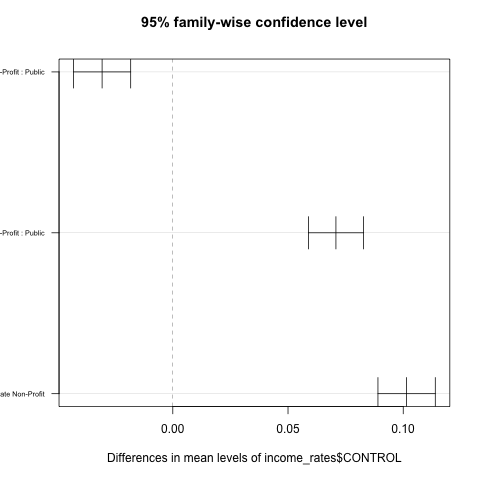 95% family-wise confidence level
-Profit : Public
-Profit : Public
ate Non-Profit
0.00 0.05 0.10
Differences in mean levels of income_rates$CONTROL